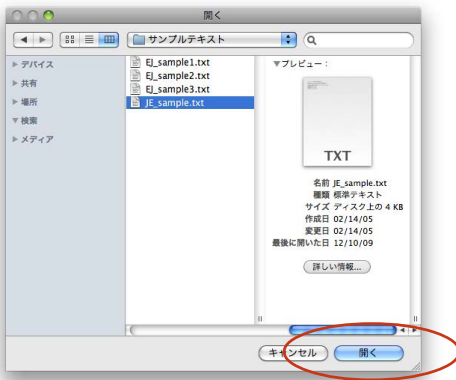 開く
サンプルテキスト
デバイス
共有
場所
検索
メディア
EJ_sample1.txt
EJ_sample2.txt
EJ_sample3.txt
JE_sample.txt
プレビュー：
TXT
名前 JE_sample.txt
種類 標準テキスト
サイズ ディスク上の 4 KB
作成日 02/14/05
変更日 02/14/05
最後に開いた日 12/10/09
詳しい情報...
キャンセル
開く